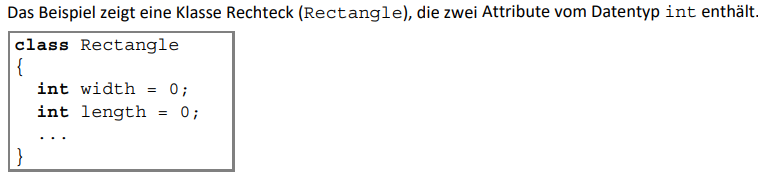 Das Beispiel zeigt eine Klasse Rechteck (Rectangle), die zwei Attribute vom Datentyp int enthält.
class Rectangle
{
  int width = 0;
  int length = 0;
  ...
}